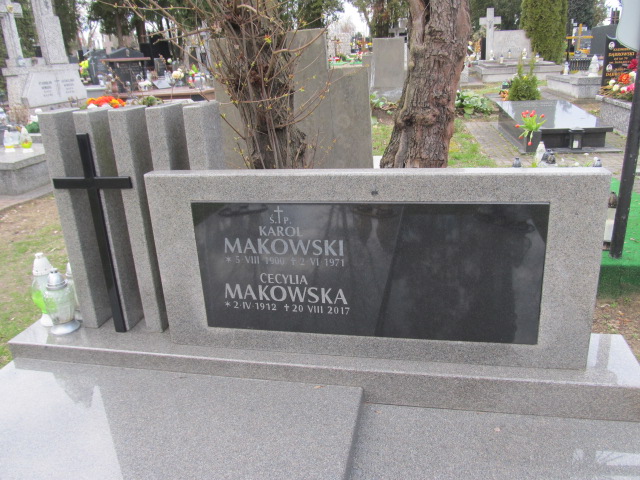 Ś. P.
KAROL
MAKOWSKI
* 5 VIII 1900 † 2 VI 1971
CECYLIA
MAKOWSKA
* 2 IV 1912 † 20 VIII 2017